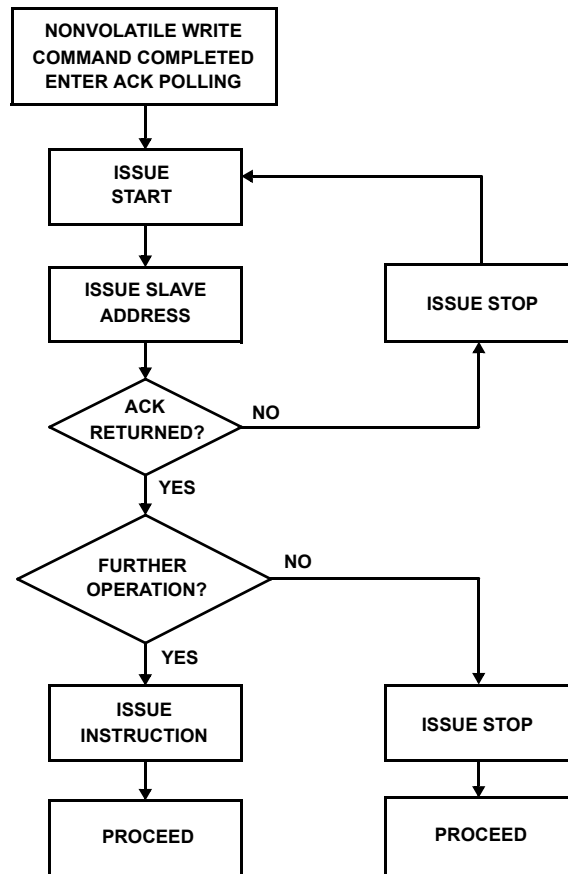 NONVOLATILE WRITE
COMMAND COMPLETED
ENTER ACK POLLING
ISSUE
START
ISSUE SLAVE
ADDRESS
ISSUE STOP
ACK
RETURNED?
NO
YES
FURTHER
OPERATION?
NO
YES
ISSUE
INSTRUCTION
ISSUE STOP
PROCEED
PROCEED